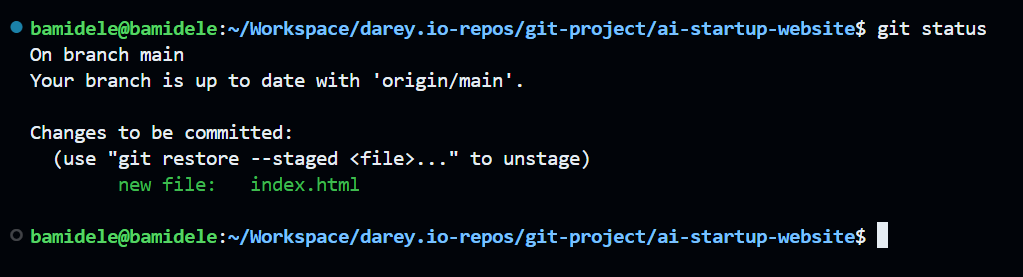 bamidele@bamidele:~/Workspace/darey.io-repos/git-project/ai-startup-website$ git status
On branch main
Your branch is up to date with 'origin/main'.

Changes to be committed:
  (use "git restore --staged <file>..." to unstage)
        new file:   index.html

bamidele@bamidele:~/Workspace/darey.io-repos/git-project/ai-startup-website$